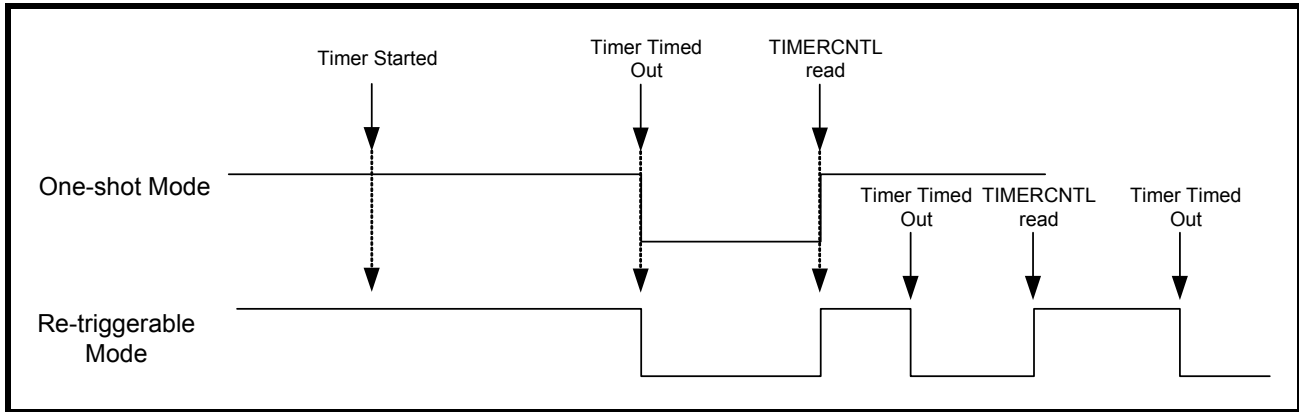 Timer Started
Timer Timed
Out
TIMERCNTL
read
One-shot Mode
Timer Timed
Out
TIMERCNTL
read
Timer Timed
Out
Re-triggerable
Mode